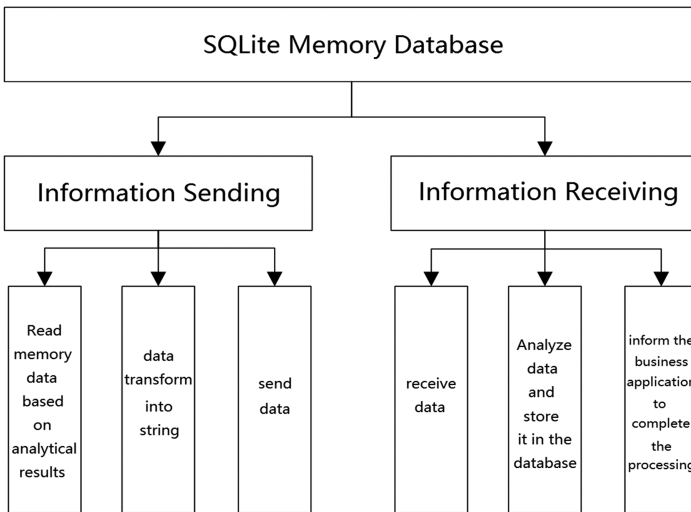 SQLite Memory Database
Information Sending
Information Receiving
Read
memory
data
based
on
analytical
results
data
transform
into
string
send
data
receive
data
Analyze
data
and
store
it in the
database
inform the
business
application
to
complete
the
processing